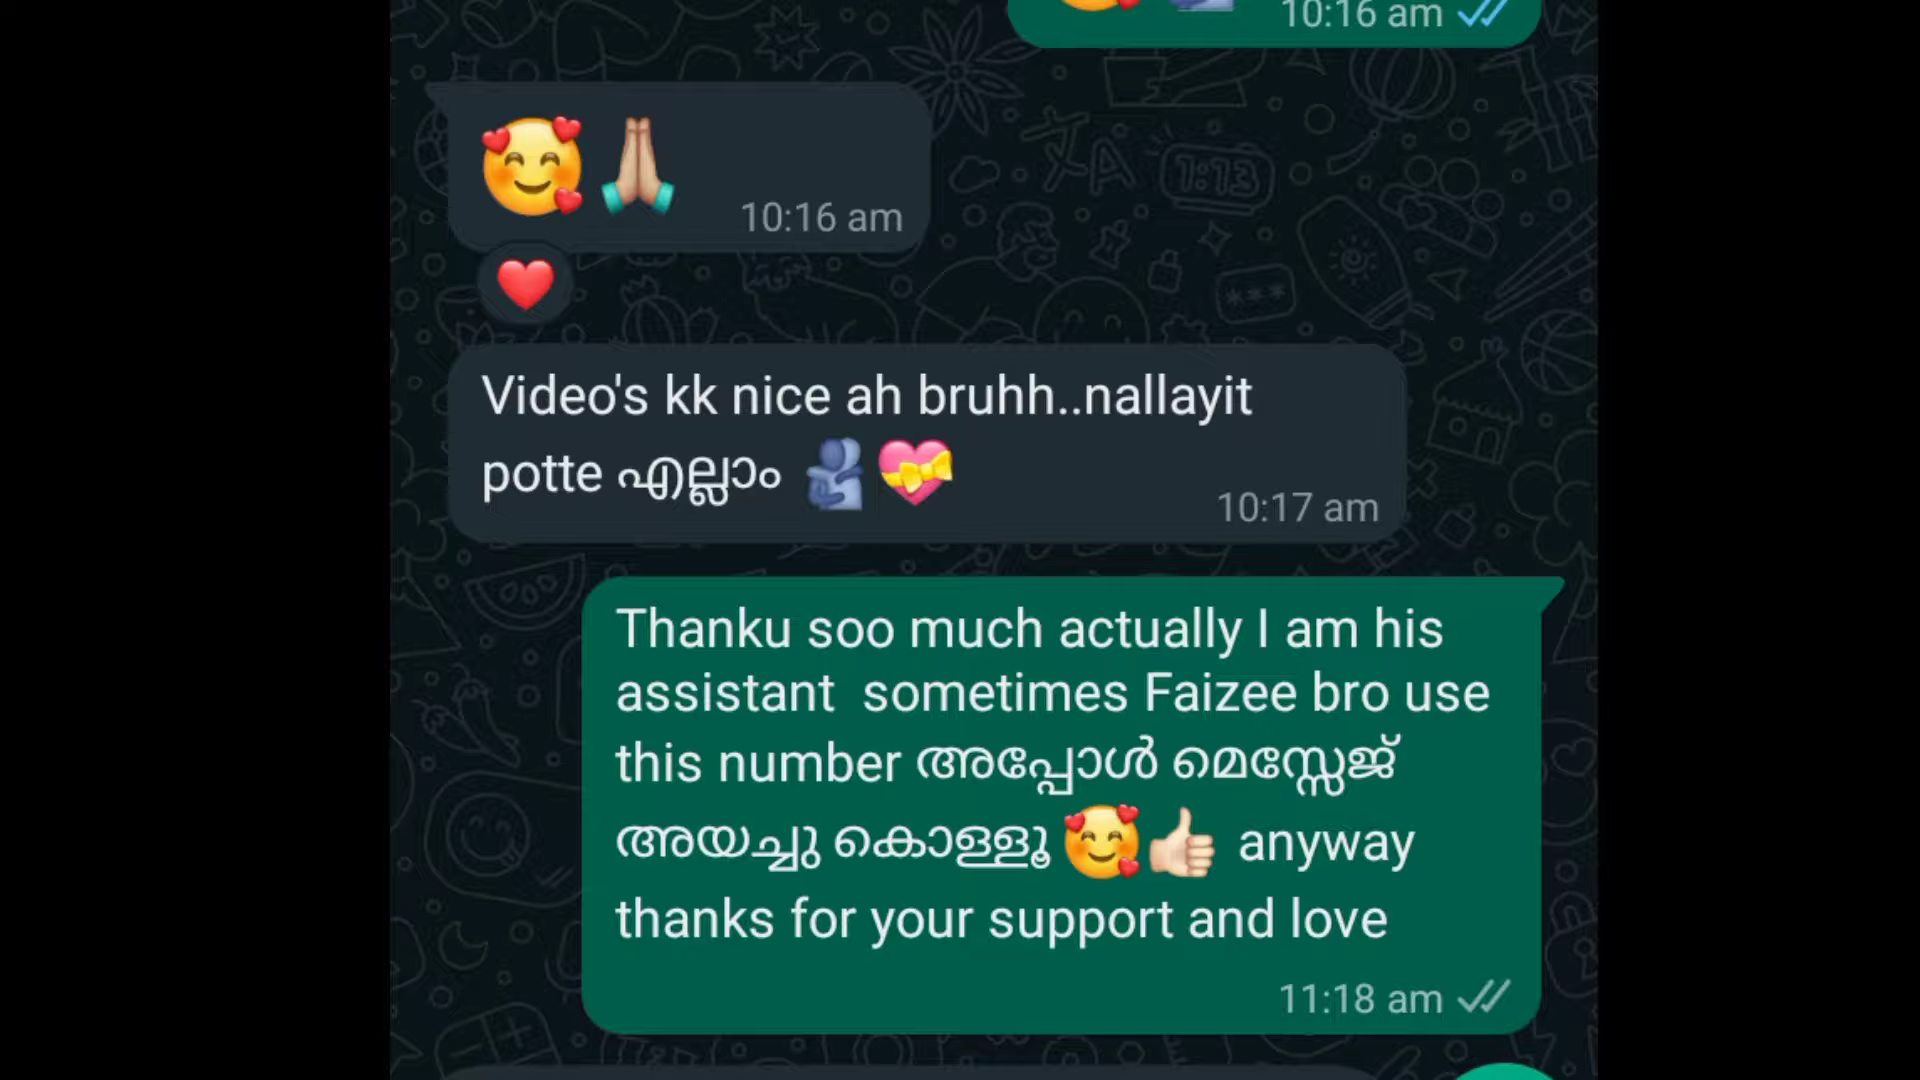 10:16 am
🥰🙏🏼
10:16 am
❤️
Video's kk nice ah bruhh..nallayit
potte എല്ലാം 🫂💝
10:17 am
Thanku soo much actually I am his
assistant  sometimes Faizee bro use
this number അപ്പോൾ മെസ്സേജ്
അയച്ചു കൊള്ളൂ 🥰👍🏻 anyway
thanks for your support and love
11:18 am